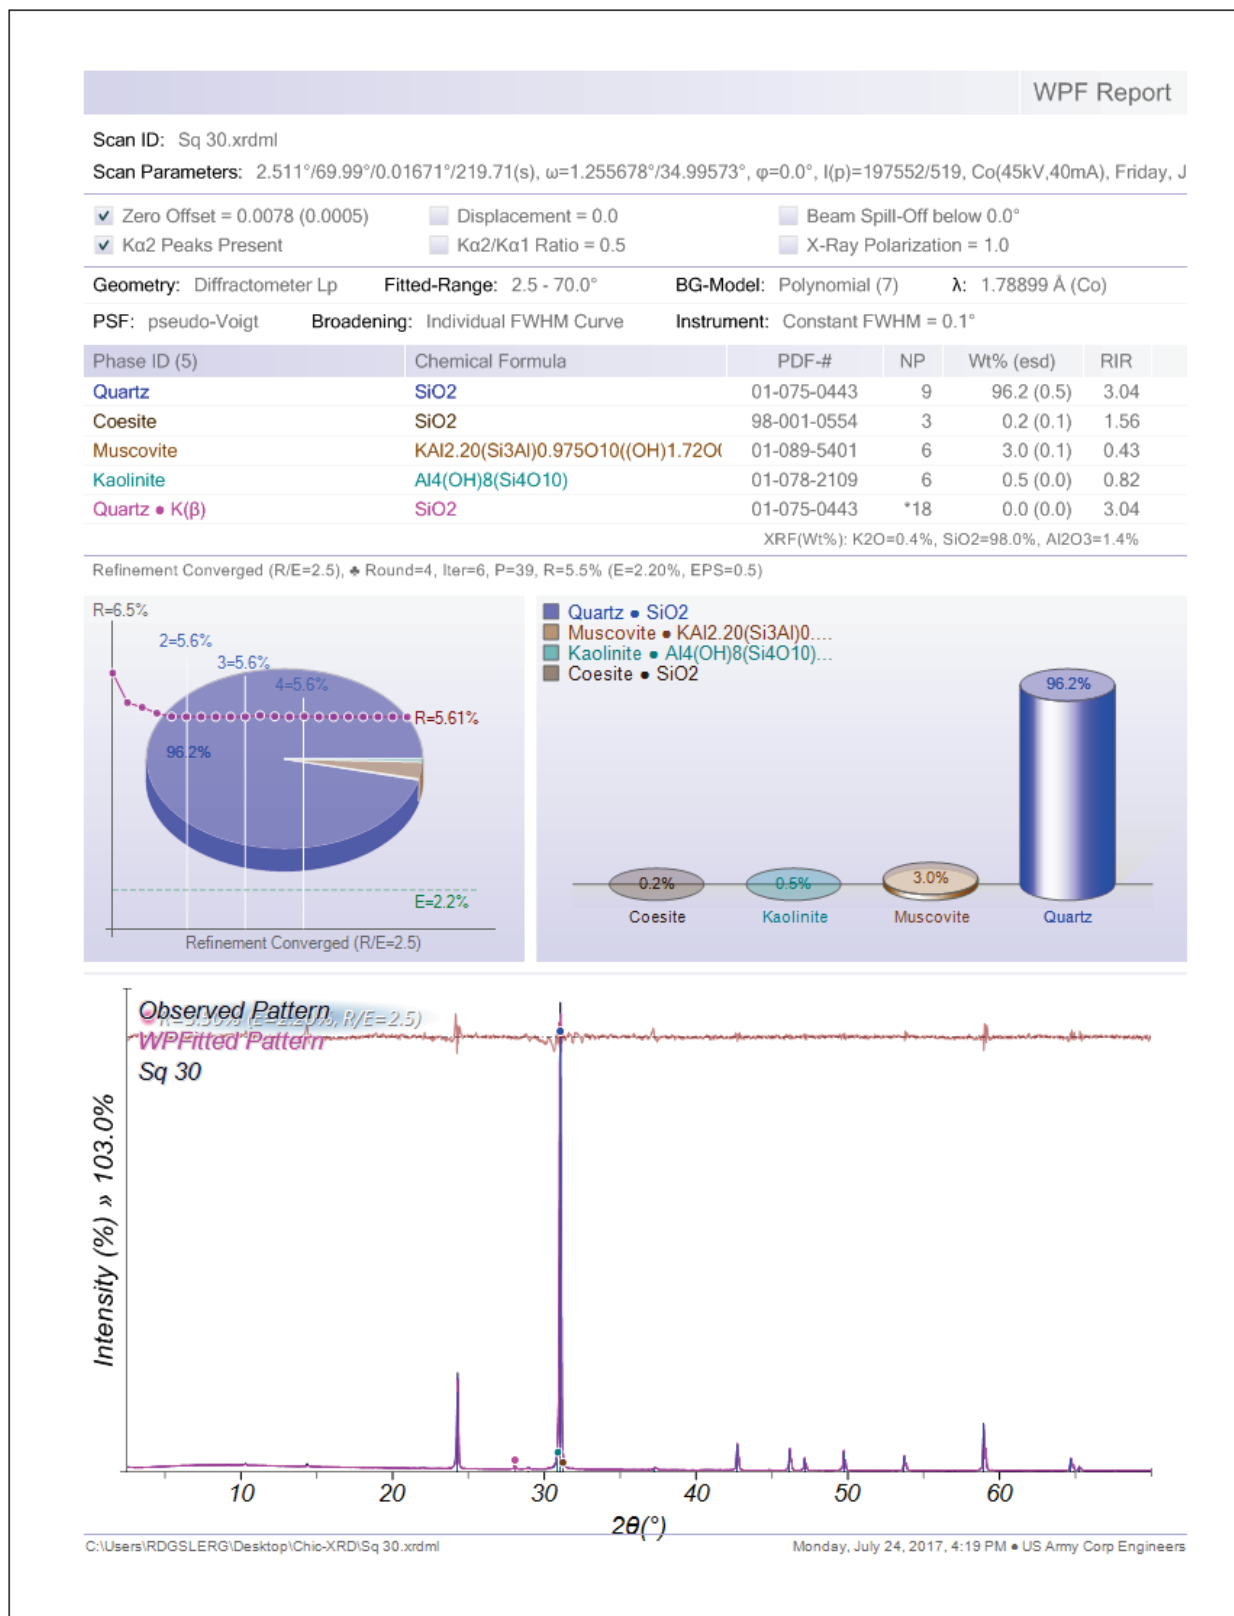 WPF Report
Scan ID: Sq 30.xrdml
Scan Parameters: 2.511°/69.99°/0.01671°/219.71(s), ω=1.255678°/34.99573°, φ=0.0°, I(p)=197552/519, Co(45kV,40mA), Friday, J
Zero Offset = 0.0078 (0.0005) Displacement = 0.0 Beam Spill-Off below 0.0°
Kα2 Peaks Present Kα2/Kα1 Ratio = 0.5 X-Ray Polarization = 1.0
Geometry: Diffractometer Lp Fitted-Range: 2.5 - 70.0° BG-Model: Polynomial (7) λ: 1.78899 Å (Co)
PSF: pseudo-Voigt Broadening: Individual FWHM Curve Instrument: Constant FWHM = 0.1°
Phase ID (5) Chemical Formula PDF-# NP Wt% (esd) RIR
Quartz SiO2 01-075-0443 9 96.2 (0.5) 3.04
Coesite SiO2 98-001-0554 3 0.2 (0.1) 1.56
Muscovite KAl2.20(Si3Al)0.975O10((OH)1.72O( 01-089-5401 6 3.0 (0.1) 0.43
Kaolinite Al4(OH)8(Si4O10) 01-078-2109 6 0.5 (0.0) 0.82
Quartz ● K(β) SiO2 01-075-0443 *18 0.0 (0.0) 3.04
XRF(Wt%): K2O=0.4%, SiO2=98.0%, Al2O3=1.4%
Refinement Converged (R/E=2.5), ♣ Round=4, Iter=6, P=39, R=5.5% (E=2.20%, EPS=0.5)
R=6.5%
2=5.6%
3=5.6%
4=5.6%
R=5.61%
96.2%
E=2.2%
Refinement Converged (R/E=2.5)
Quartz ● SiO2
Muscovite ● KAl2.20(Si3Al)0....
Kaolinite ● Al4(OH)8(Si4O10)...
Coesite ● SiO2
96.2%
0.2% 0.5% 3.0%
Coesite Kaolinite Muscovite Quartz
Observed Pattern
(E=2.20%, R/E=2.5)
WPFitted Pattern
Sq 30
Intensity (%) » 103.0%
10 20 30 40 50 60
2θ(°)
C:\Users\RDGSLERG\Desktop\Chic-XRD\Sq 30.xrdml Monday, July 24, 2017, 4:19 PM ● US Army Corp Engineers